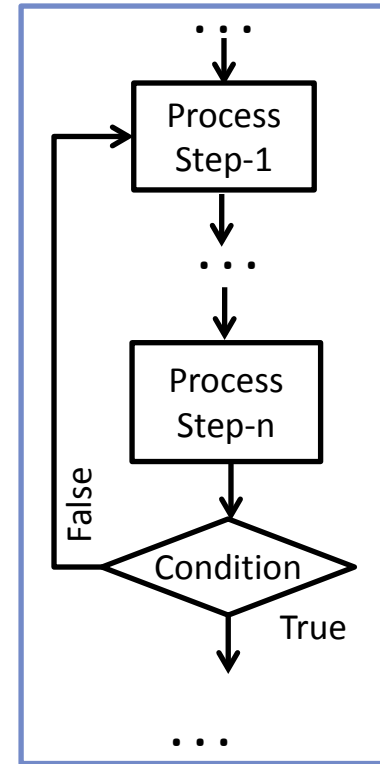 . . .
Process
Step-1
. . .
Process
Step-n
False
Condition
True
. . .